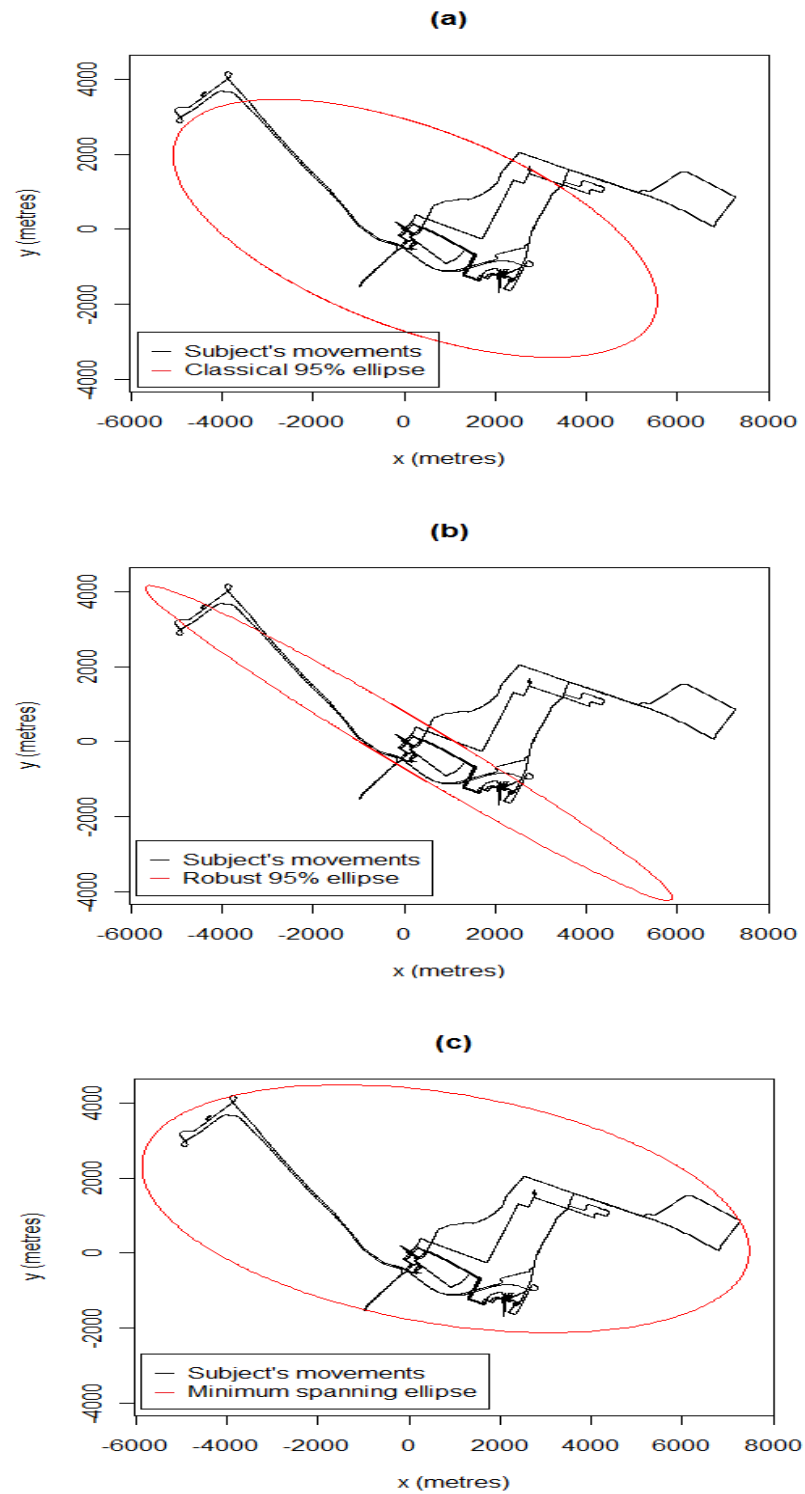 (a)
y (metres)
4000
2000
0
-2000
-4000
Subject's movements
Classical 95% ellipse
-6000 -4000 -2000 0 2000 4000 6000 8000
x (metres)
(b)
y (metres)
4000
2000
0
-2000
-4000
Subject's movements
Robust 95% ellipse
-6000 -4000 -2000 0 2000 4000 6000 8000
x (metres)
(c)
y (metres)
4000
2000
0
-2000
-4000
Subject's movements
Minimum spanning ellipse
-6000 -4000 -2000 0 2000 4000 6000 8000
x (metres)